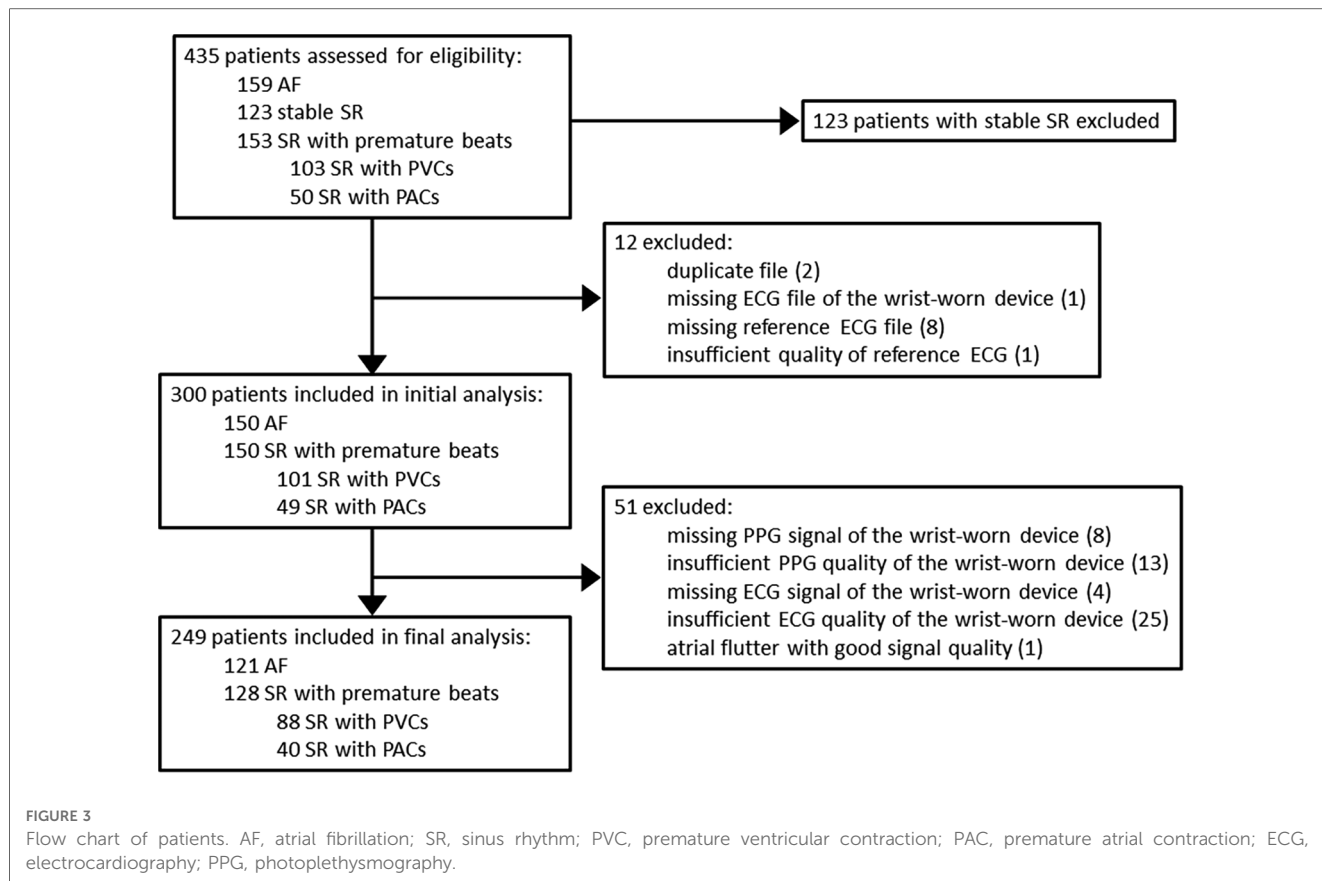 435 patients assessed for eligibility:
159 AF
123 stable SR
153 SR with premature beats
103 SR with PVCs
50 SR with PACs
123 patients with stable SR excluded
12 excluded:
duplicate file (2)
missing ECG file of the wrist-worn device (1)
missing reference ECG file (8)
insufficient quality of reference ECG (1)
300 patients included in initial analysis:
150 AF
150 SR with premature beats
101 SR with PVCs
49 SR with PACs
51 excluded:
missing PPG signal of the wrist-worn device (8)
insufficient PPG quality of the wrist-worn device (13)
missing ECG signal of the wrist-worn device (4)
insufficient ECG quality of the wrist-worn device (25)
atrial flutter with good signal quality (1)
249 patients included in final analysis:
121 AF
128 SR with premature beats
88 SR with PVCs
40 SR with PACs
FIGURE 3
Flow chart of patients. AF, atrial fibrillation; SR, sinus rhythm; PVC, premature ventricular contraction; PAC, premature atrial contraction; ECG,
electrocardiography; PPG, photoplethysmography.